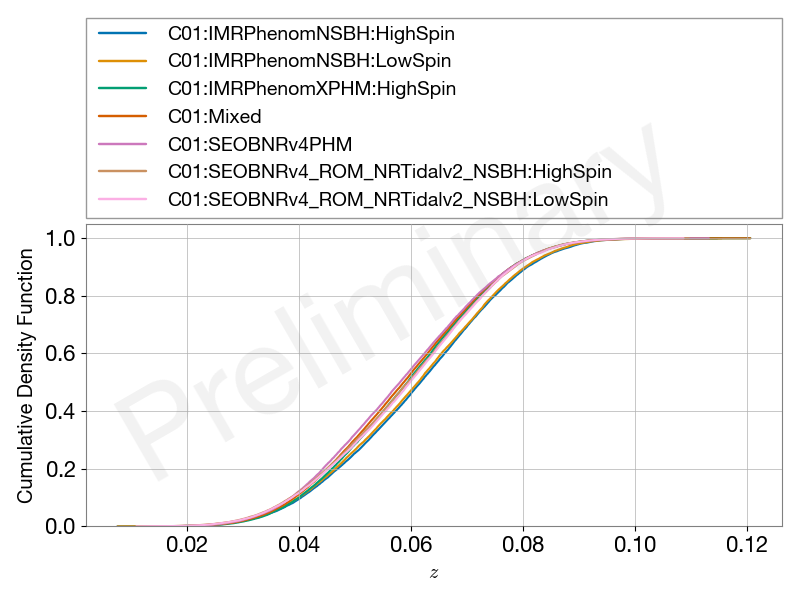 C01:IMRPhenomNSBH:HighSpin
C01:IMRPhenomNSBH:LowSpin
C01:IMRPhenomXPHM:HighSpin
C01:Mixed
C01:SEOBNRv4PHM
C01:SEOBNRv4_ROM_NRTidalv2_NSBH:HighSpin
C01:SEOBNRv4_ROM_NRTidalv2_NSBH:LowSpin
Preliminary
Cumulative Density Function
1.0
0.8
0.6
0.4
0.2
0.0
0.02 0.04 0.06 0.08 0.10 0.12
z